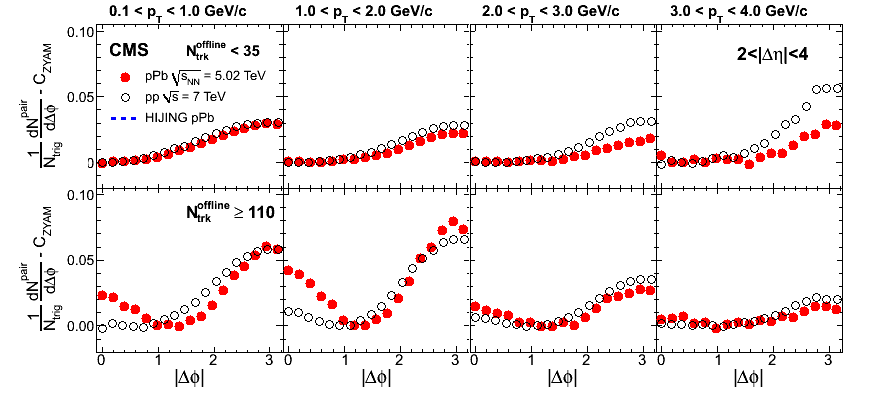 0.1 < p_T < 1.0 GeV/c 1.0 < p_T < 2.0 GeV/c 2.0 < p_T < 3.0 GeV/c 3.0 < p_T < 4.0 GeV/c
0.10
CMS N_trk^offline < 35 2<|Δη|<4
pPb √s_NN = 5.02 TeV
pp √s = 7 TeV
HIJING pPb
0.05
0
1/N_trig dN^pair/dΔϕ - C_ZYAM
0.10
N_trk^offline ≥ 110
0.05
0.00
1/N_trig dN^pair/dΔϕ - C_ZYAM
0 1 2 3 0 1 2 3 0 1 2 3 0 1 2 3
|Δϕ| |Δϕ| |Δϕ| |Δϕ|